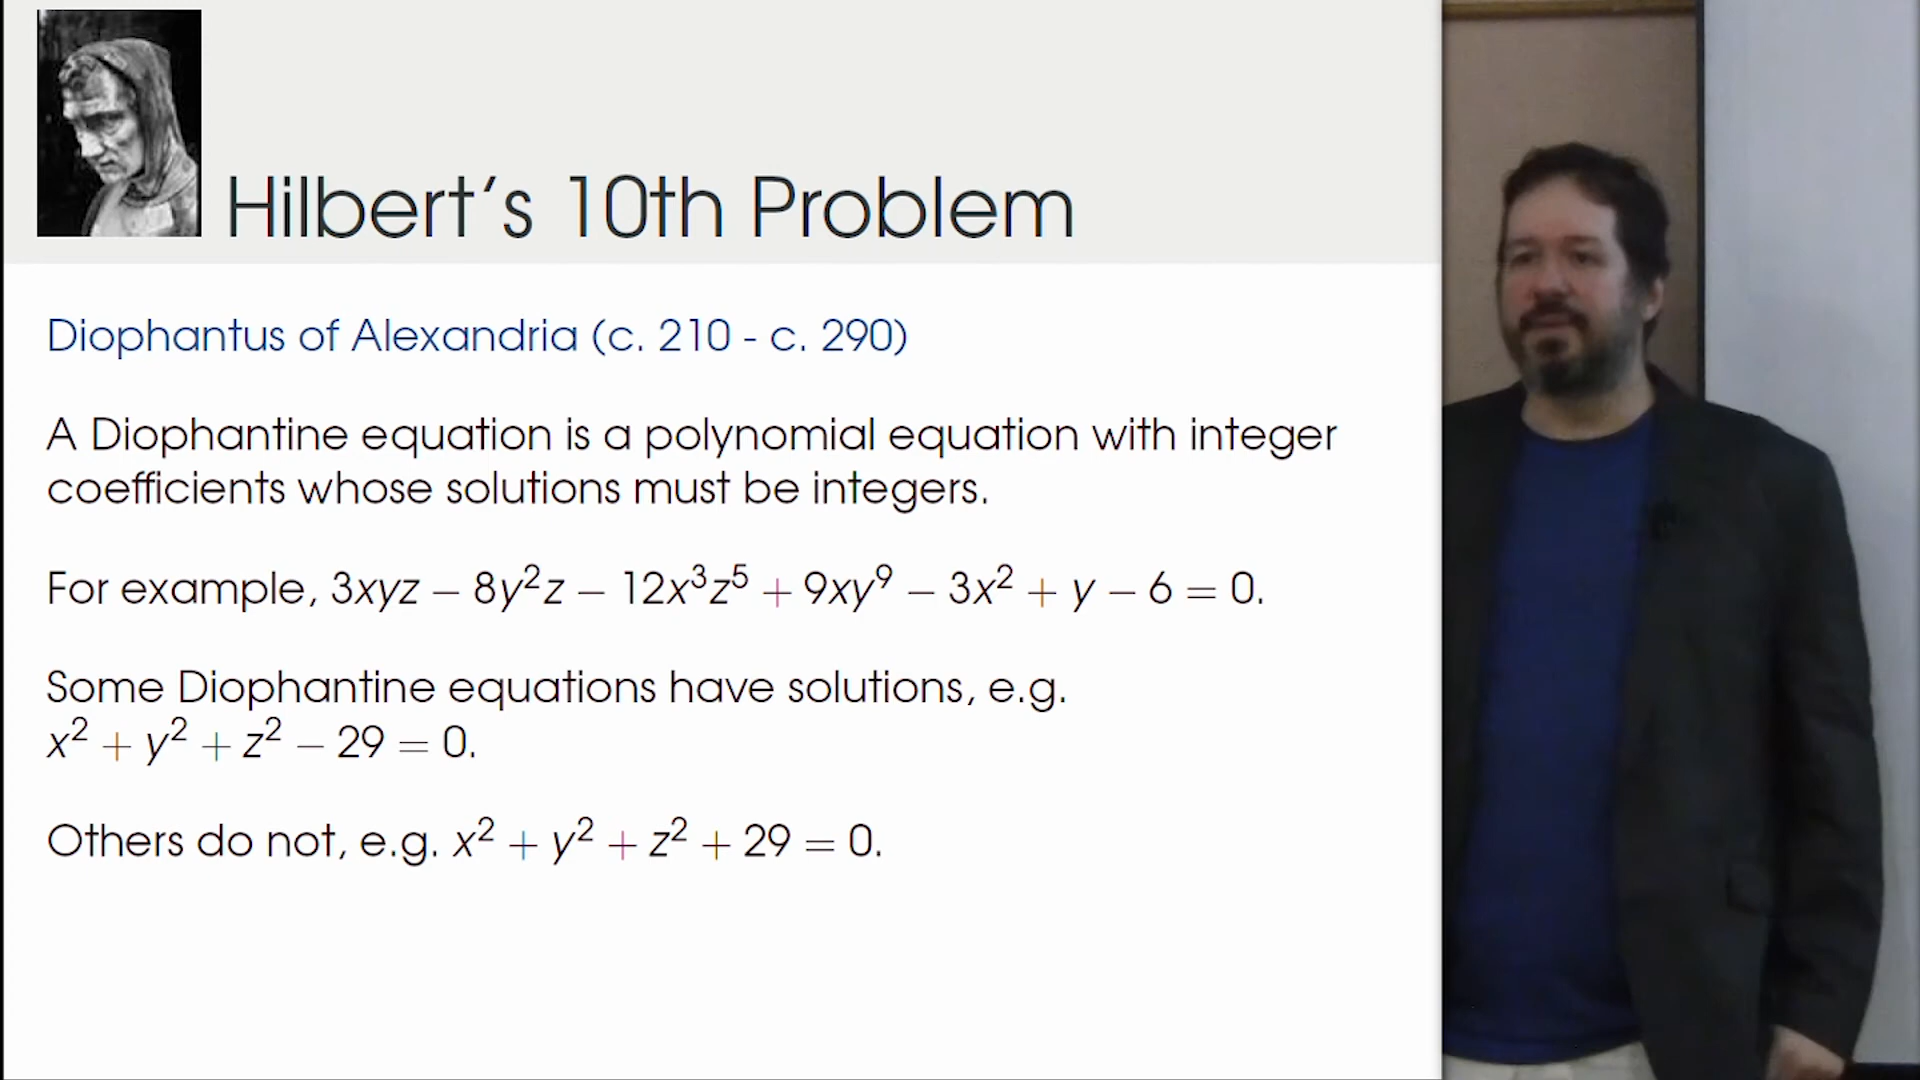 Hilbert‘s 10th Problem
Diophantus of Alexandria (c. 210 - c. 290)
A Diophantine equation is a polynomial equation with integer
coefficients whose solutions must be integers.
For example, 3xyz − 8y²z − 12x³z⁵ + 9xy⁹ − 3x² + y − 6 = 0.
Some Diophantine equations have solutions, e.g.
x² + y² + z² − 29 = 0.
Others do not, e.g. x² + y² + z² + 29 = 0.